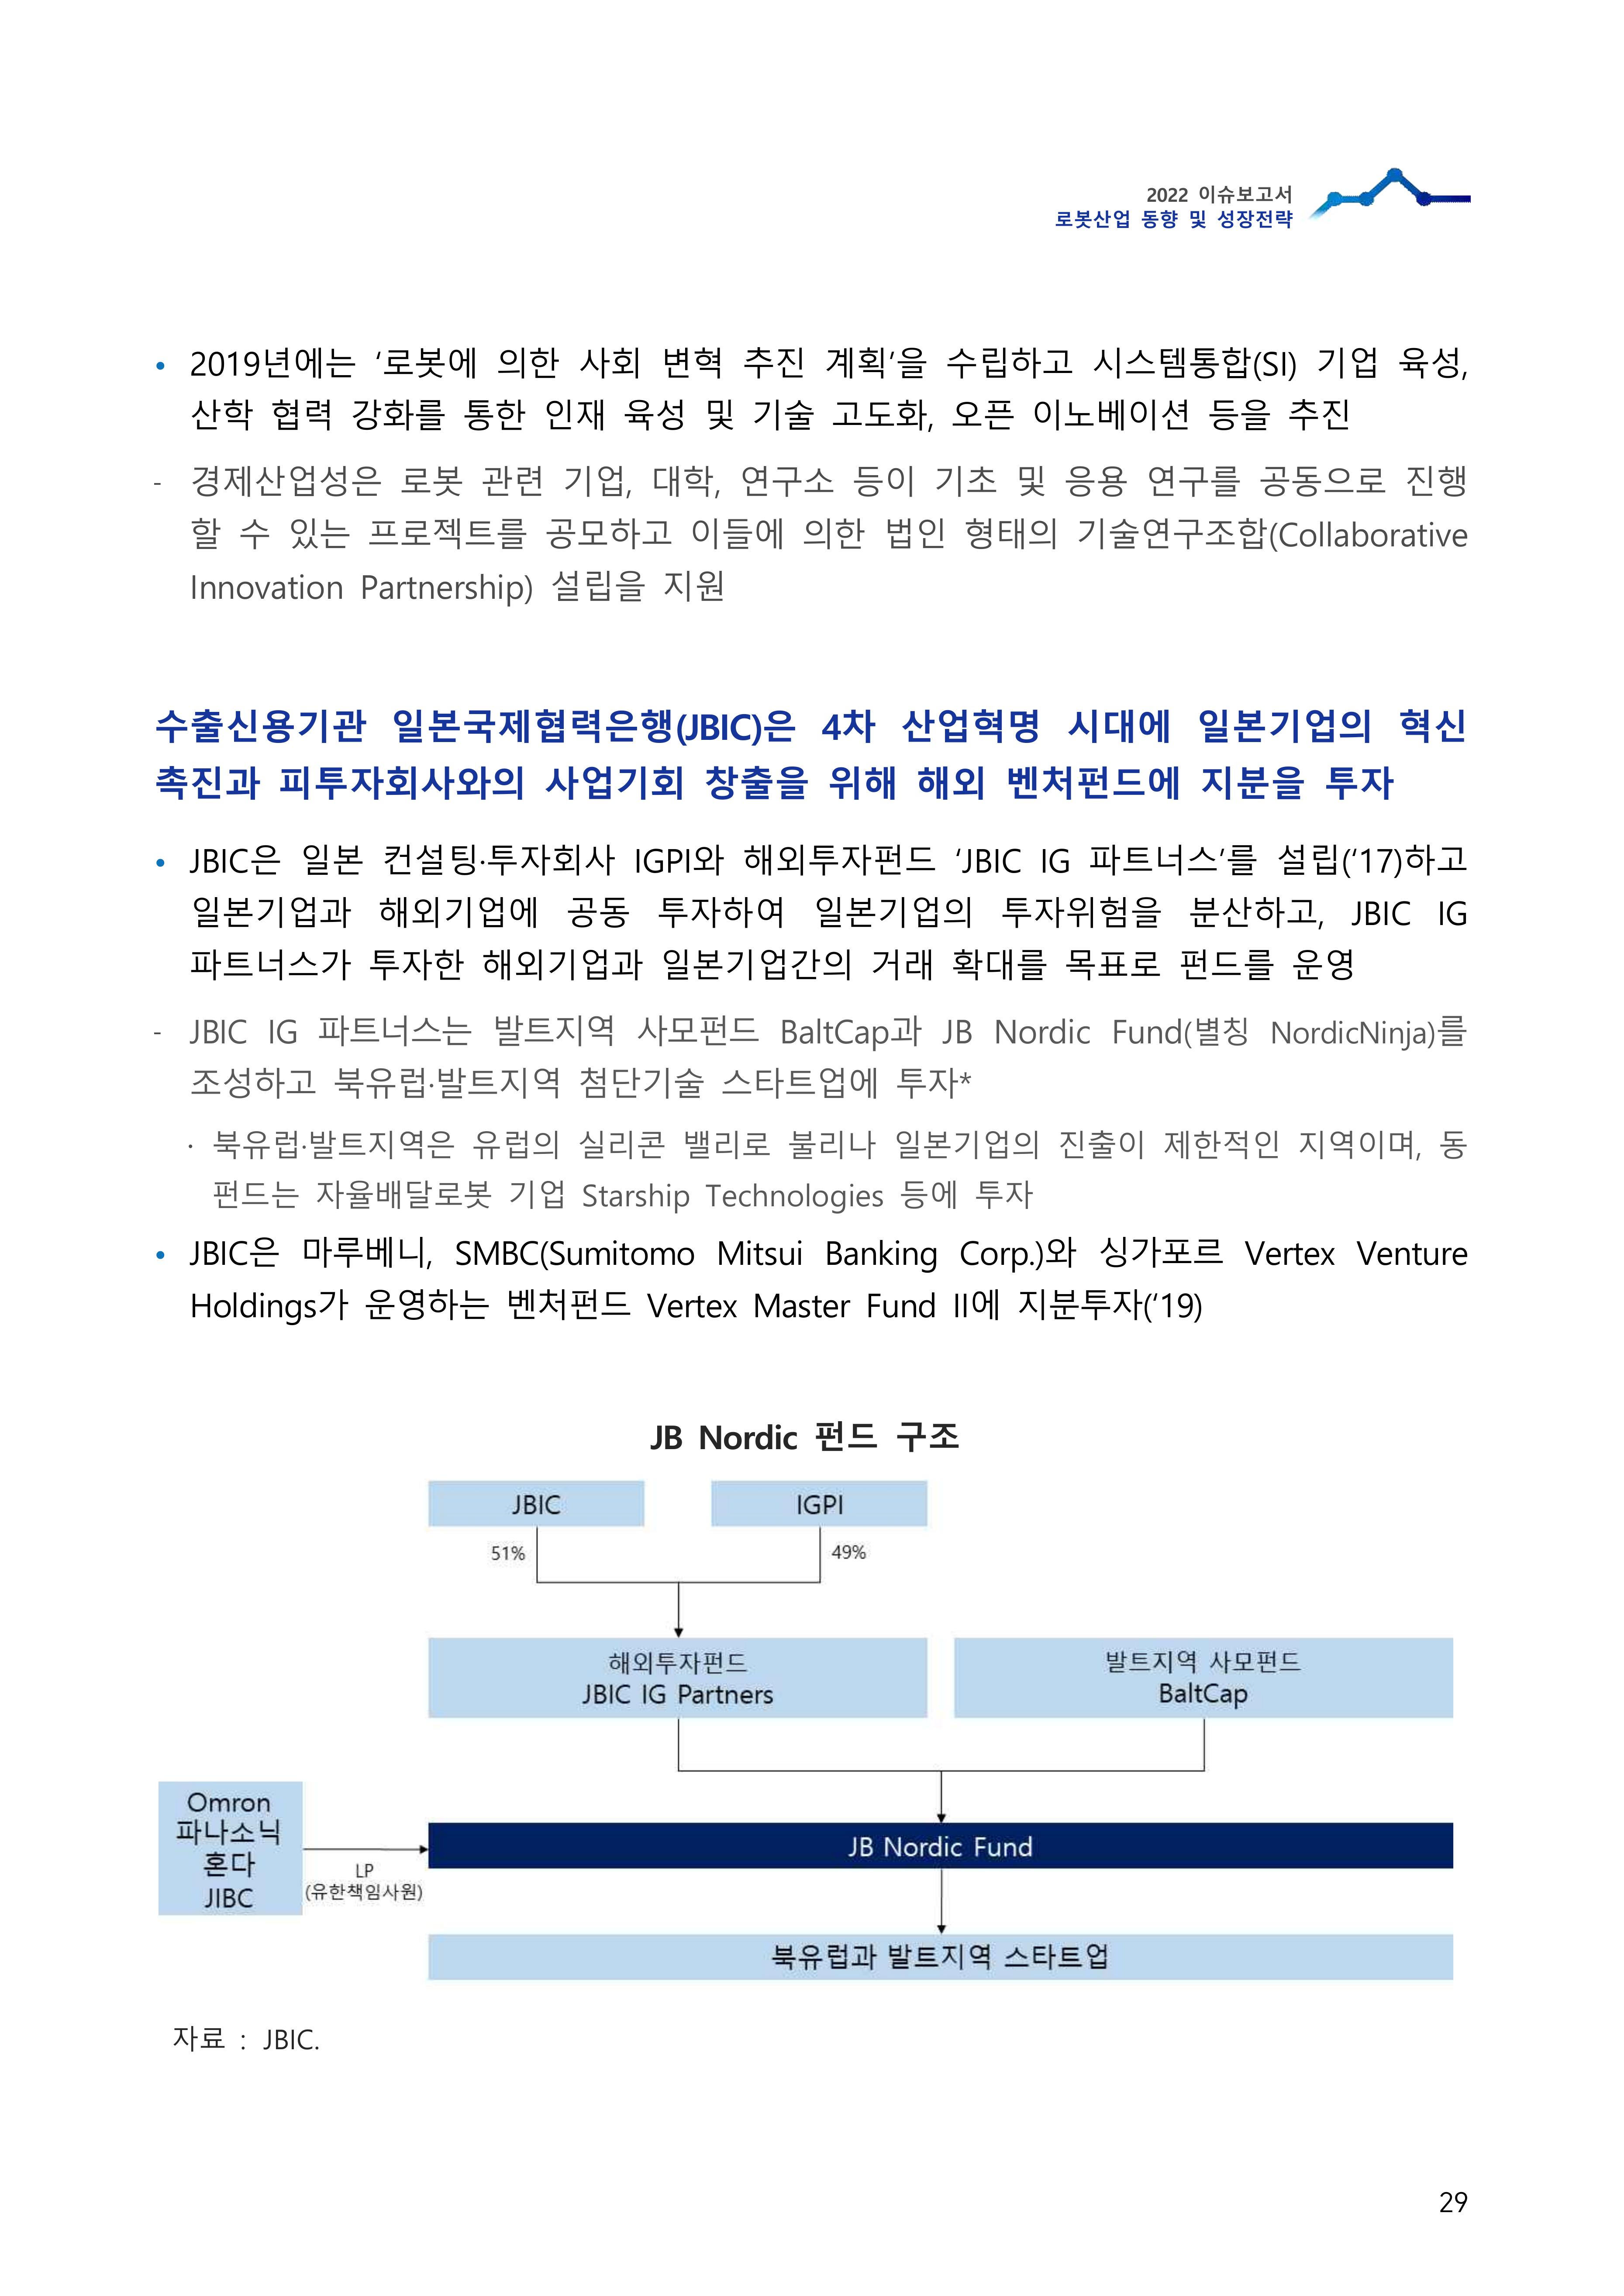 2022 이슈보고서
로봇산업 동향 및 성장전략
• 2019년에는 ‘로봇에 의한 사회 변혁 추진 계획’을 수립하고 시스템통합(SI) 기업 육성,
산학 협력 강화를 통한 인재 육성 및 기술 고도화, 오픈 이노베이션 등을 추진
- 경제산업성은 로봇 관련 기업, 대학, 연구소 등이 기초 및 응용 연구를 공동으로 진행
할 수 있는 프로젝트를 공모하고 이들에 의한 법인 형태의 기술연구조합(Collaborative
Innovation Partnership) 설립을 지원
수출신용기관 일본국제협력은행(JBIC)은 4차 산업혁명 시대에 일본기업의 혁신
촉진과 피투자회사와의 사업기회 창출을 위해 해외 벤처펀드에 지분을 투자
• JBIC은 일본 컨설팅·투자회사 IGPI와 해외투자펀드 ‘JBIC IG 파트너스’를 설립(‘17)하고
일본기업과 해외기업에 공동 투자하여 일본기업의 투자위험을 분산하고, JBIC IG
파트너스가 투자한 해외기업과 일본기업간의 거래 확대를 목표로 펀드를 운영
- JBIC IG 파트너스는 발트지역 사모펀드 BaltCap과 JB Nordic Fund(별칭 NordicNinja)를
조성하고 북유럽·발트지역 첨단기술 스타트업에 투자*
· 북유럽·발트지역은 유럽의 실리콘 밸리로 불리나 일본기업의 진출이 제한적인 지역이며, 동
펀드는 자율배달로봇 기업 Starship Technologies 등에 투자
• JBIC은 마루베니, SMBC(Sumitomo Mitsui Banking Corp.)와 싱가포르 Vertex Venture
Holdings가 운영하는 벤처펀드 Vertex Master Fund II에 지분투자(‘19)
JB Nordic 펀드 구조
JBIC
IGPI
51%
49%
해외투자펀드
JBIC IG Partners
발트지역 사모펀드
BaltCap
Omron
파나소닉
혼다
JIBC
LP
(유한책임사원)
JB Nordic Fund
북유럽과 발트지역 스타트업
자료 : JBIC.
29